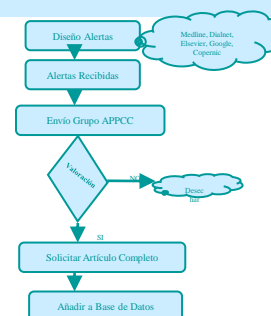 Diseño Alertas
Medline, Dialnet,
Elsevier, Google,
Copernic
Alertas Recibidas
Envío Grupo APPCC
Valoración
NO
Desec
har
SI
Solicitar Artículo Completo
Añadir a Base de Datos